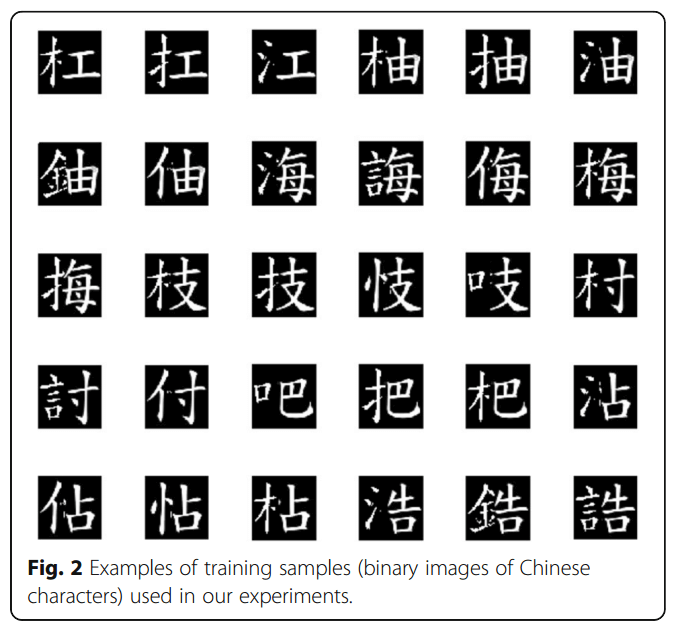 杠 扛 江 柚 抽 油
鈾 伷 海 誨 侮 梅
挴 枝 技 忮 吱 村
討 付 吧 把 杷 沾
佔 怗 枮 浩 鋯 誥
Fig. 2 Examples of training samples (binary images of Chinese
characters) used in our experiments.